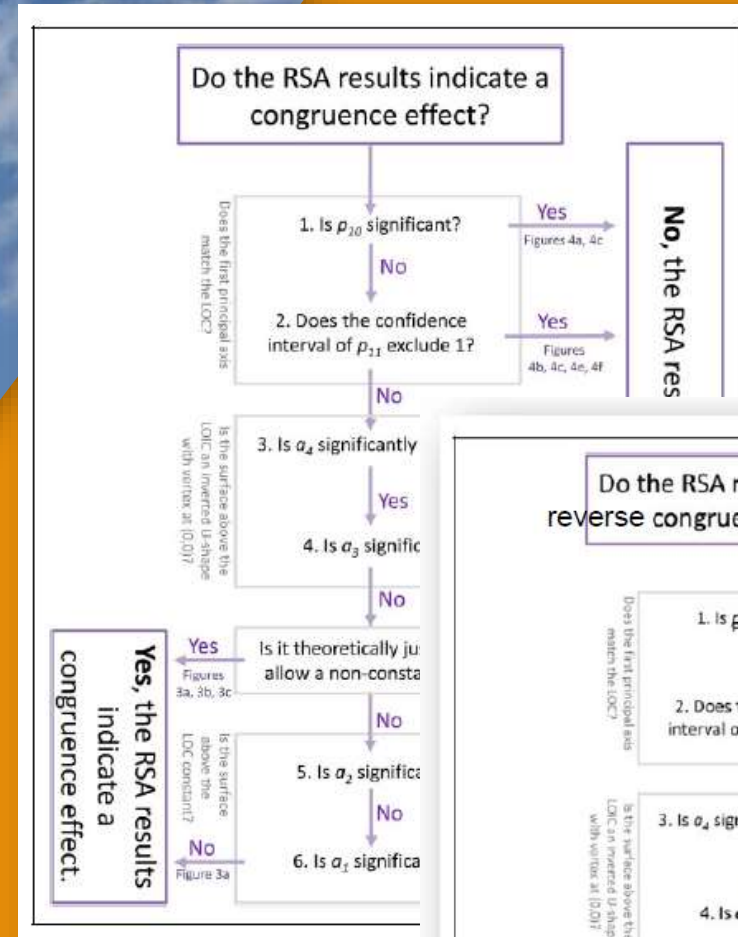 Do the RSA results indicate a
congruence effect?
Does the first principal axis
match the LOC?
1. Is p10 significant?
Yes
Figures 4a, 4c
No
2. Does the confidence
interval of p11 exclude 1?
Yes
Figures
4b, 4c, 4e, 4f
No
No, the RSA res
Is the surface above the
LOIC an inverted U-shape
with vertex at (0,0)?
3. Is a4 significantly
Yes
4. Is a3 signific
No
Is it theoretically ju
allow a non-consta
Yes
Figures
3a, 3b, 3c
No
Is the surface
above the
LOC constant?
5. Is a2 significa
No
6. Is a1 significa
No
Figure 3a
Yes, the RSA results
indicate a
congruence effect.
Do the RSA r
reverse congrue
Does the first principal axis
match the LOC?
1. Is p
2. Does
interval o
Is the surface above the
LOIC an inverted U-shap
with vertex at (0,0)?
3. Is a4 sign
4. Is